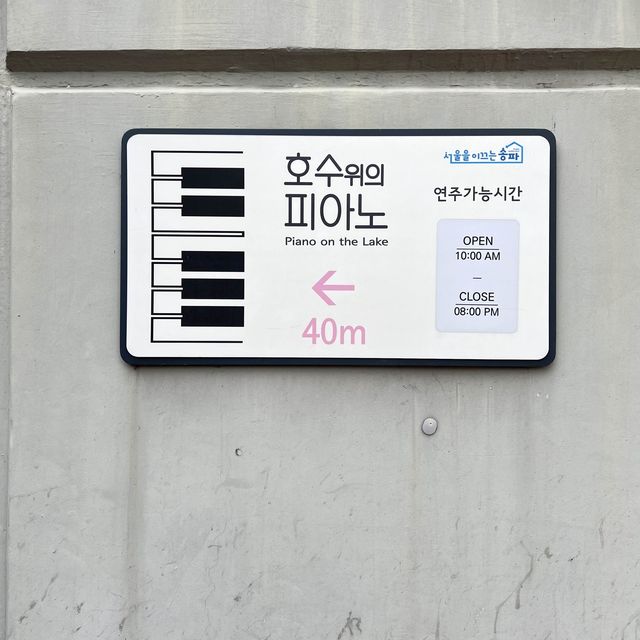 호수위의
피아노
Piano on the Lake
←
40m
서울을 이끄는 송파
연주가능시간
OPEN
10:00 AM
–
CLOSE
08:00 PM